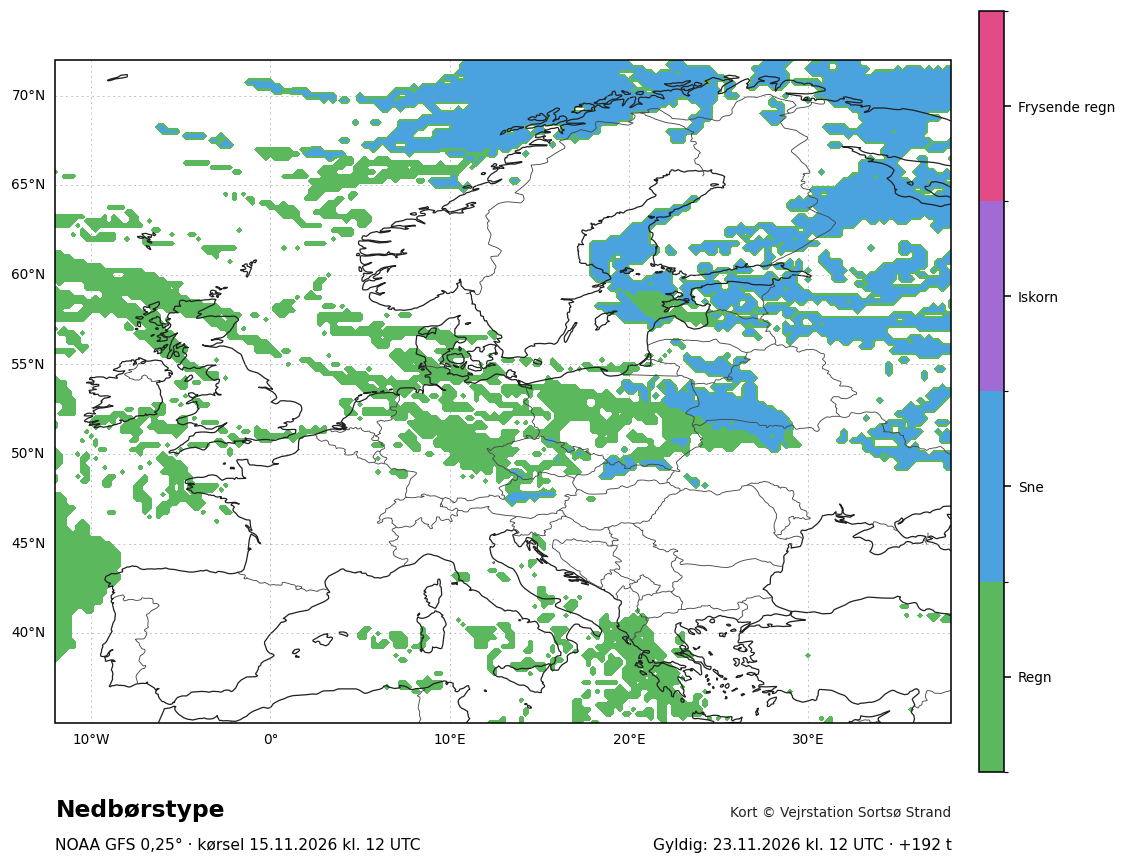 70°N
65°N
60°N
55°N
50°N
45°N
40°N
10°W
0°
10°E
20°E
30°E
Frysende regn
Iskorn
Sne
Regn
Nedbørstype
Kort © Vejrstation Sortsø Strand
NOAA GFS 0,25° · kørsel 15.11.2026 kl. 12 UTC
Gyldig: 23.11.2026 kl. 12 UTC · +192 t